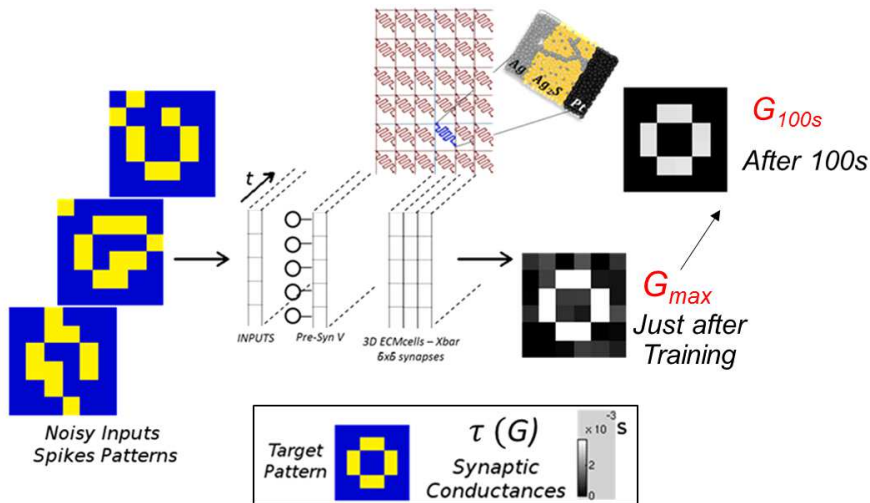 Ag
Ag₂S
Pt
G100s
After 100s
t
INPUTS
Pre-Syn V
3D ECMcells – Xbar
6x6 synapses
Gmax
Just after
Training
Noisy Inputs
Spikes Patterns
Target
Pattern
τ (G)
Synaptic
Conductances
x 10 -3
S
2
0